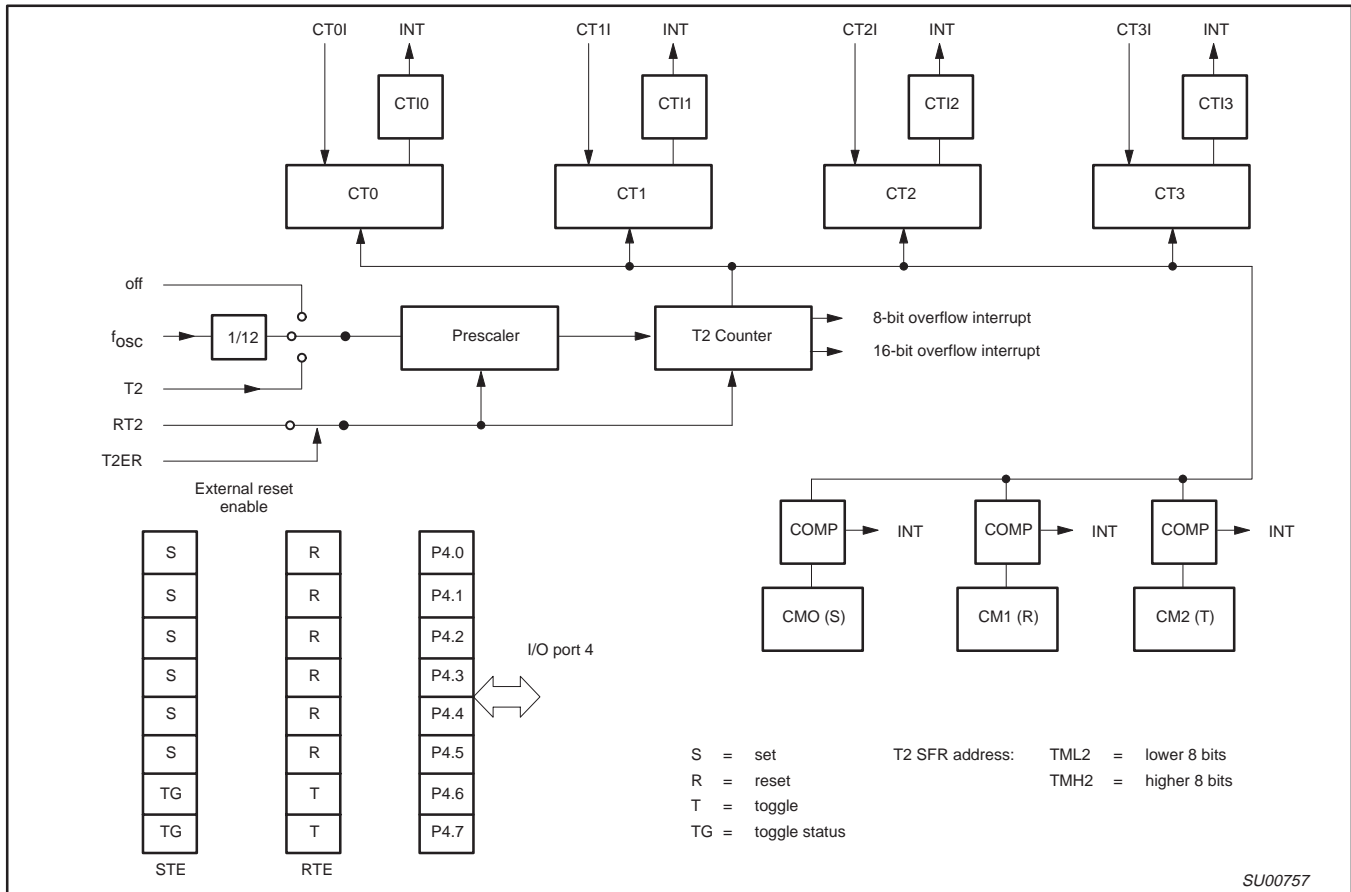 CT0I INT CT1I INT CT2I INT CT3I INT
CTI0 CTI1 CTI2 CTI3
CT0 CT1 CT2 CT3
off
fosc 1/12 Prescaler T2 Counter 8-bit overflow interrupt
16-bit overflow interrupt
T2
RT2
T2ER
External reset
enable
COMP INT COMP INT COMP INT
CMO (S) CM1 (R) CM2 (T)
S R P4.0
S R P4.1
S R P4.2
I/O port 4
S R P4.3
S R P4.4
S R P4.5
TG T P4.6
TG T P4.7
STE RTE
S = set T2 SFR address: TML2 = lower 8 bits
R = reset TMH2 = higher 8 bits
T = toggle
TG = toggle status
SU00757